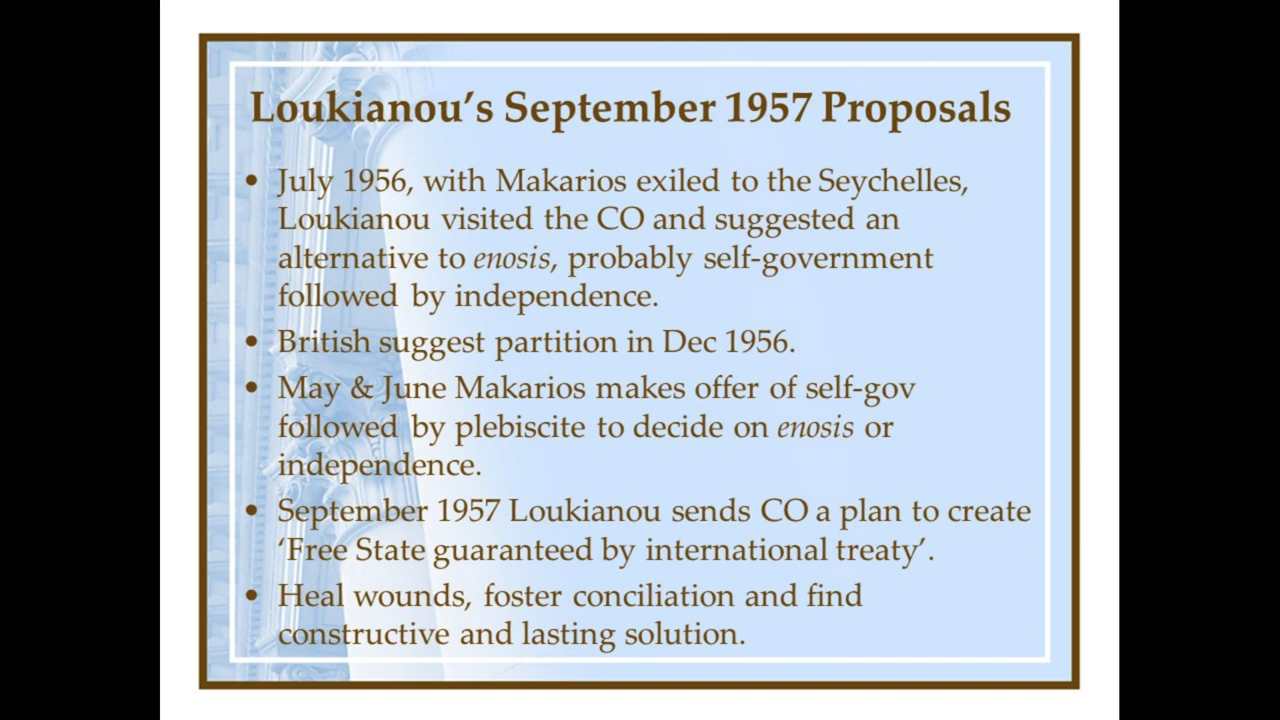 Loukianou’s September 1957 Proposals
• July 1956, with Makarios exiled to the Seychelles,
Loukianou visited the CO and suggested an
alternative to enosis, probably self-government
followed by independence.
• British suggest partition in Dec 1956.
• May & June Makarios makes offer of self-gov
followed by plebiscite to decide on enosis or
independence.
• September 1957 Loukianou sends CO a plan to create
‘Free State guaranteed by international treaty’.
• Heal wounds, foster conciliation and find
constructive and lasting solution.